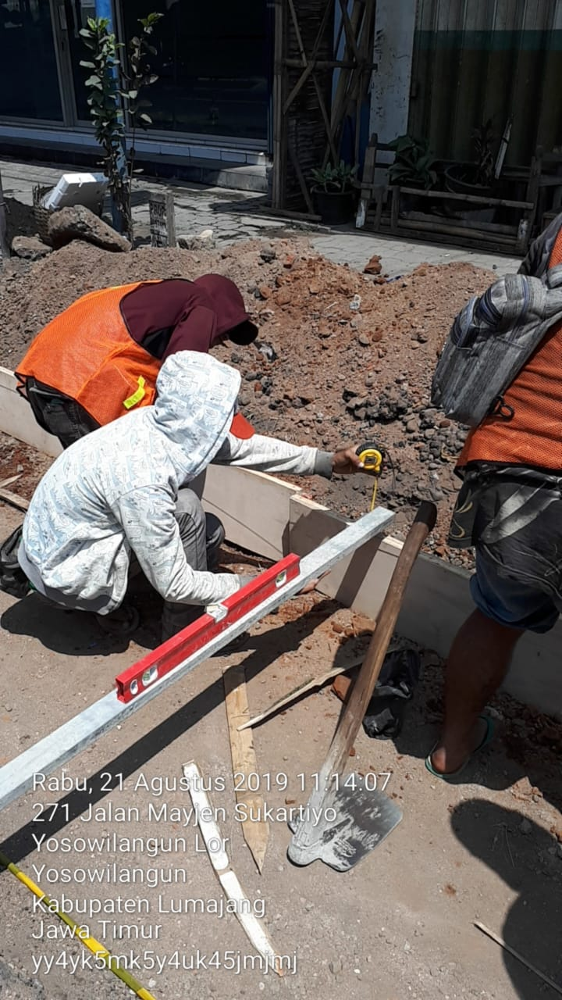 Rabu, 21 Agustus 2019 11:14:07
271 Jalan Mayjen Sukartiyo
Yosowilangun Lor
Yosowilangun
Kabupaten Lumajang
Jawa Timur
yy4yk5mk5y4uk45jmjmj